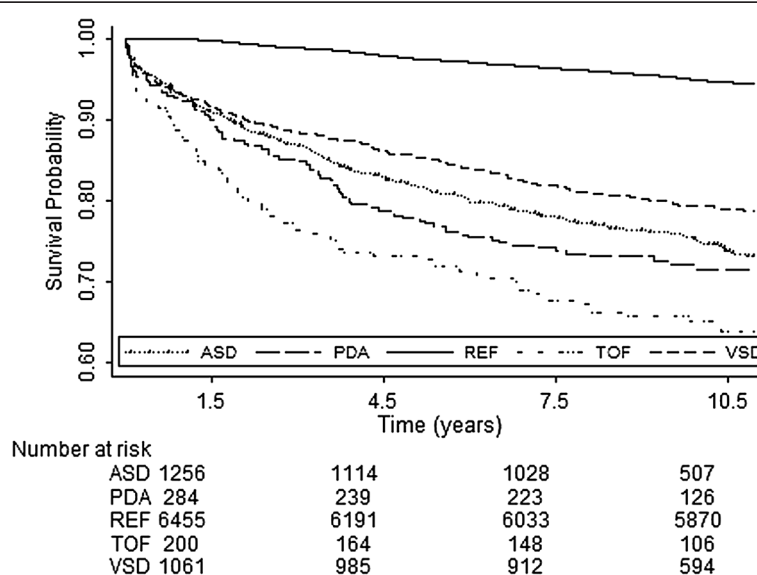 1.00
0.90
0.80
0.70
0.60
Survival Probability
ASD PDA REF TOF VSD
1.5 4.5 7.5 10.5
Time (years)
Number at risk
ASD 1256 1114 1028 507
PDA 284 239 223 126
REF 6455 6191 6033 5870
TOF 200 164 148 106
VSD 1061 985 912 594